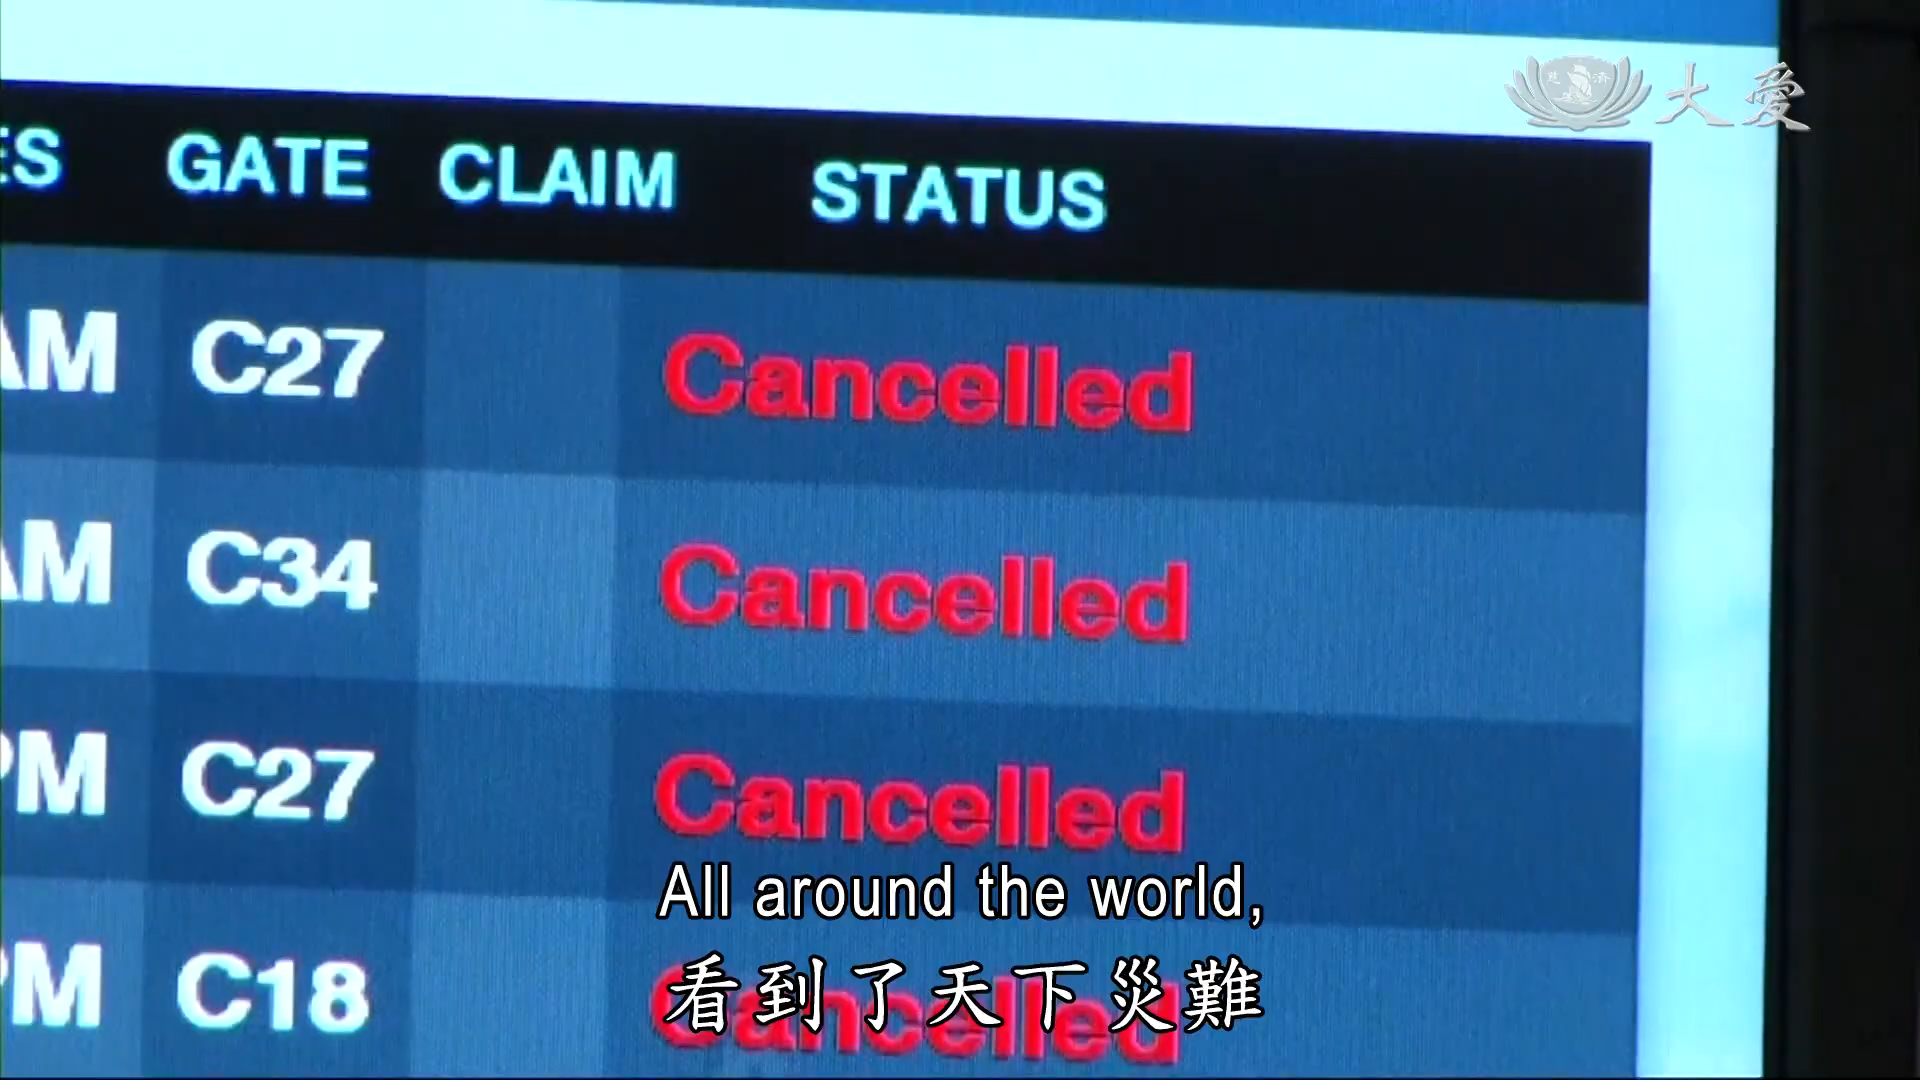 大愛
ES GATE CLAIM STATUS
AM C27 Cancelled
AM C34 Cancelled
PM C27 Cancelled
PM C18 Cancelled
All around the world,
看到了天下災難